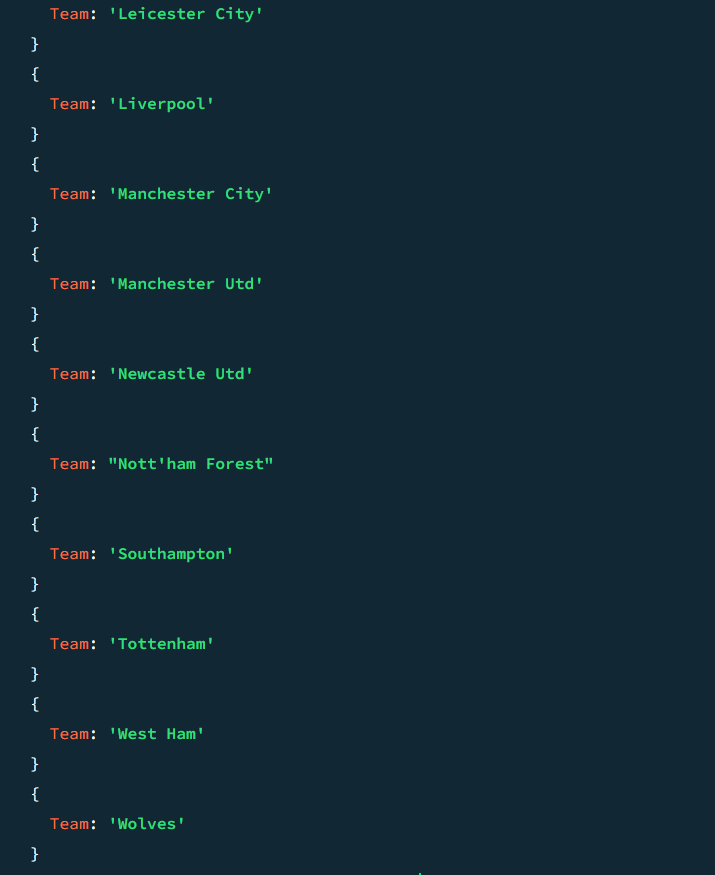 Team: 'Leicester City'
}
{
Team: 'Liverpool'
}
{
Team: 'Manchester City'
}
{
Team: 'Manchester Utd'
}
{
Team: 'Newcastle Utd'
}
{
Team: "Nott'ham Forest"
}
{
Team: 'Southampton'
}
{
Team: 'Tottenham'
}
{
Team: 'West Ham'
}
{
Team: 'Wolves'
}